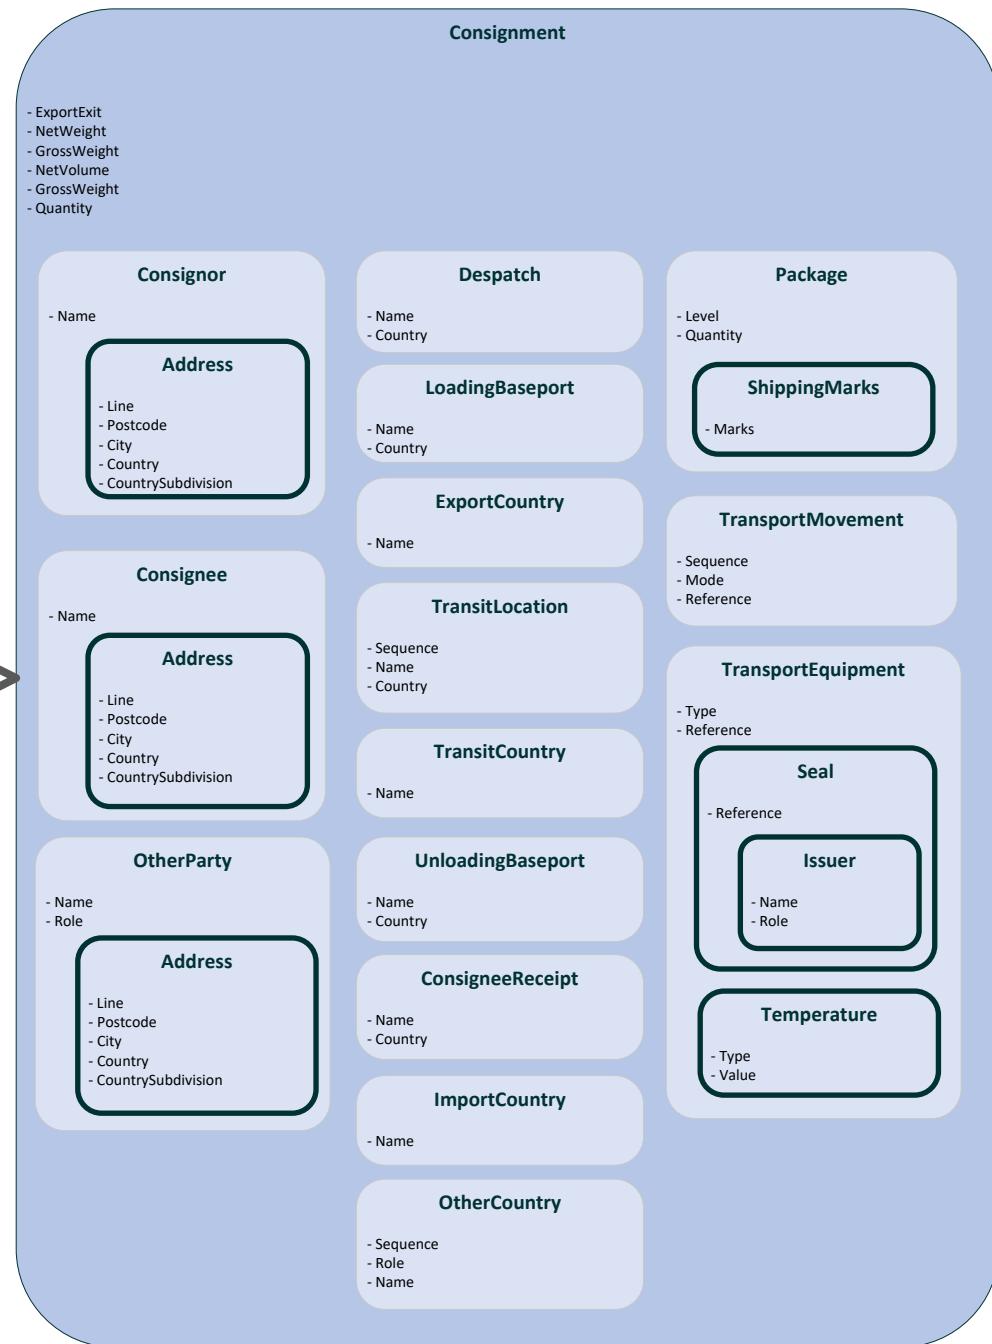 Consignment
- ExportExit
- NetWeight
- GrossWeight
- NetVolume
- GrossWeight
- Quantity
Consignor
- Name
Address
- Line
- Postcode
- City
- Country
- CountrySubdivision
Consignee
- Name
Address
- Line
- Postcode
- City
- Country
- CountrySubdivision
OtherParty
- Name
- Role
Address
- Line
- Postcode
- City
- Country
- CountrySubdivision
Despatch
- Name
- Country
LoadingBaseport
- Name
- Country
ExportCountry
- Name
TransitLocation
- Sequence
- Name
- Country
TransitCountry
- Name
UnloadingBaseport
- Name
- Country
ConsigneeReceipt
- Name
- Country
ImportCountry
- Name
OtherCountry
- Sequence
- Role
- Name
Package
- Level
- Quantity
ShippingMarks
- Marks
TransportMovement
- Sequence
- Mode
- Reference
TransportEquipment
- Type
- Reference
Seal
- Reference
Issuer
- Name
- Role
Temperature
- Type
- Value